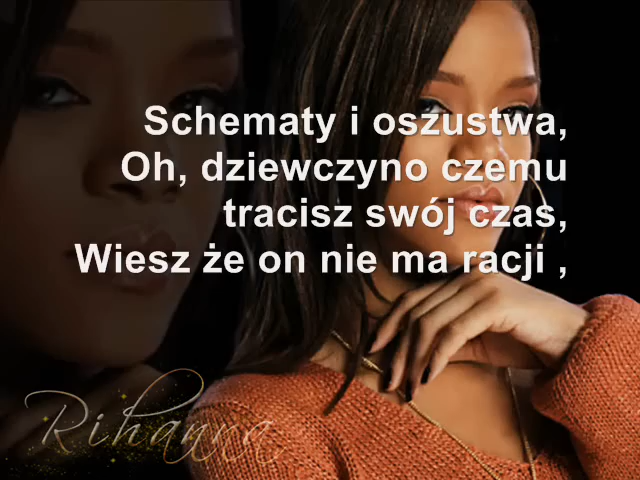 Schematy i oszustwa,
Oh, dziewczyno czemu
tracisz swój czas,
Wiesz że on nie ma racji ,
Rihanna